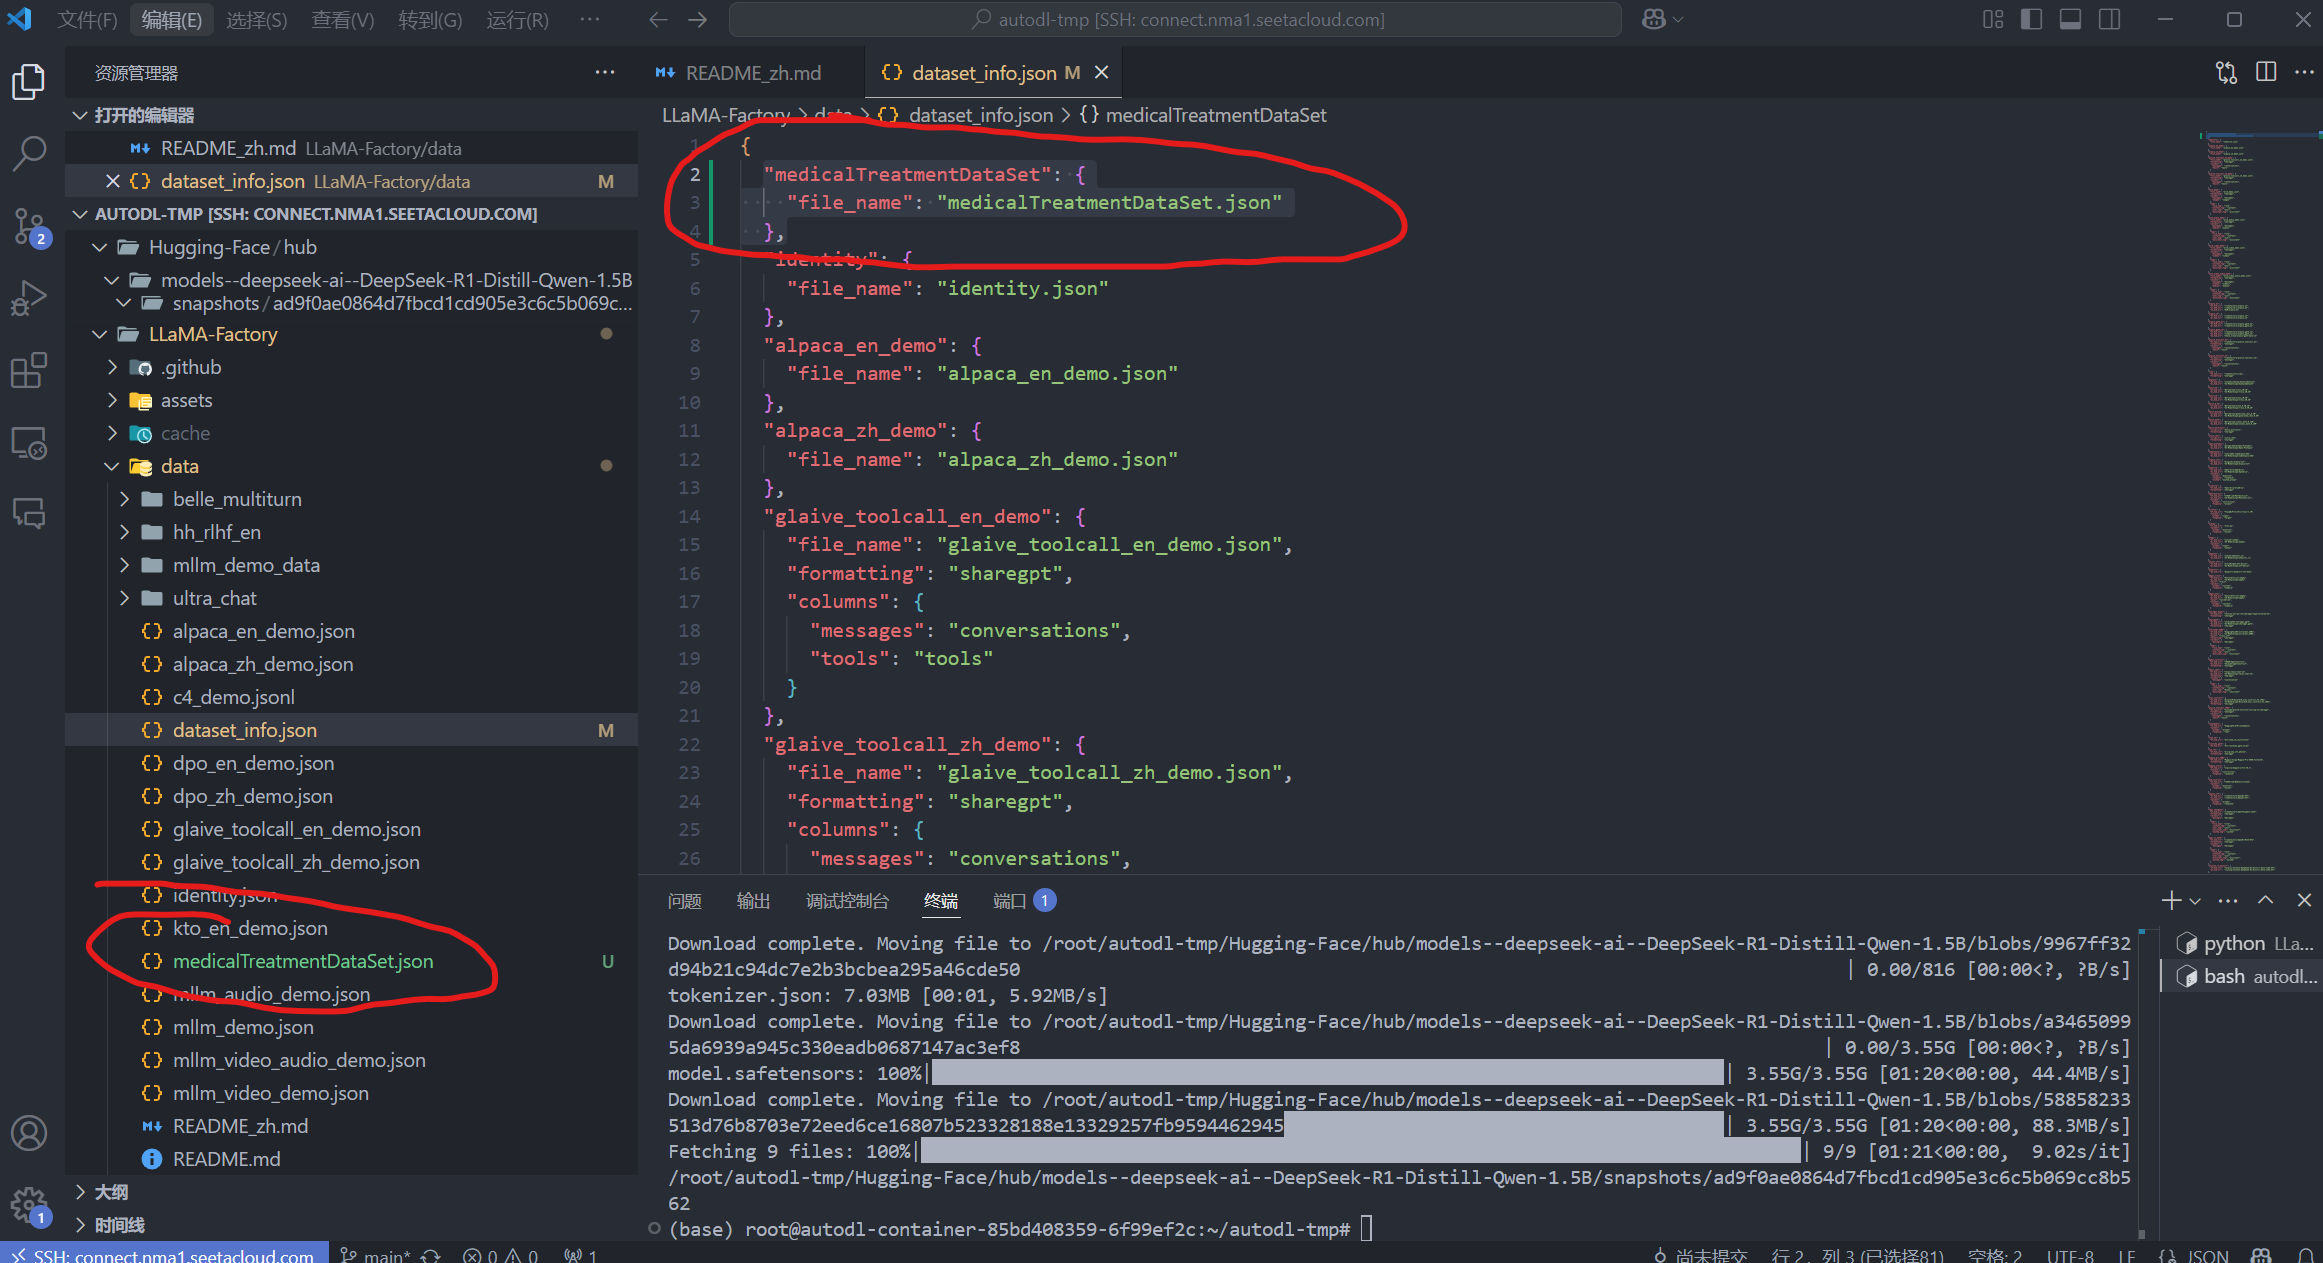 文件(F) 编辑(E) 选择(S) 查看(V) 转到(G) 运行(R) ···
autodl-tmp [SSH: connect.nma1.seetacloud.com]
资源管理器
打开的编辑器
README_zh.md LLaMA-Factory/data
dataset_info.json LLaMA-Factory/data M
AUTODL-TMP [SSH: CONNECT.NMA1.SEETACLOUD.COM]
2
Hugging-Face/hub
models--deepseek-ai--DeepSeek-R1-Distill-Qwen-1.5B
snapshots/ad9f0ae0864d7fbcd1cd905e3c6c5b069c...
LLaMA-Factory
.github
assets
cache
data
belle_multiturn
hh_rlhf_en
mllm_demo_data
ultra_chat
alpaca_en_demo.json
alpaca_zh_demo.json
c4_demo.jsonl
dataset_info.json M
dpo_en_demo.json
dpo_zh_demo.json
glaive_toolcall_en_demo.json
glaive_toolcall_zh_demo.json
identity.json
kto_en_demo.json
medicalTreatmentDataSet.json U
mllm_audio_demo.json
mllm_demo.json
mllm_video_audio_demo.json
mllm_video_demo.json
README_zh.md
README.md
大纲
时间线
1
README_zh.md
dataset_info.json M
LLaMA-Factory > data > {} dataset_info.json > {} medicalTreatmentDataSet
1 {
2 "medicalTreatmentDataSet": {
3 "file_name": "medicalTreatmentDataSet.json"
4 },
5 "identity": {
6 "file_name": "identity.json"
7 },
8 "alpaca_en_demo": {
9 "file_name": "alpaca_en_demo.json"
10 },
11 "alpaca_zh_demo": {
12 "file_name": "alpaca_zh_demo.json"
13 },
14 "glaive_toolcall_en_demo": {
15 "file_name": "glaive_toolcall_en_demo.json",
16 "formatting": "sharegpt",
17 "columns": {
18 "messages": "conversations",
19 "tools": "tools"
20 }
21 },
22 "glaive_toolcall_zh_demo": {
23 "file_name": "glaive_toolcall_zh_demo.json",
24 "formatting": "sharegpt",
25 "columns": {
26 "messages": "conversations",
问题 输出 调试控制台 终端 端口 1
Download complete. Moving file to /root/autodl-tmp/Hugging-Face/hub/models--deepseek-ai--DeepSeek-R1-Distill-Qwen-1.5B/blobs/9967ff32
d94b21c94dc7e2b3bcbea295a46cde50 | 0.00/816 [00:00<?, ?B/s]
tokenizer.json: 7.03MB [00:01, 5.92MB/s]
Download complete. Moving file to /root/autodl-tmp/Hugging-Face/hub/models--deepseek-ai--DeepSeek-R1-Distill-Qwen-1.5B/blobs/a3465099
5da6939a945c330eadb0687147ac3ef8 | 0.00/3.55G [00:00<?, ?B/s]
model.safetensors: 100%| | 3.55G/3.55G [01:20<00:00, 44.4MB/s]
Download complete. Moving file to /root/autodl-tmp/Hugging-Face/hub/models--deepseek-ai--DeepSeek-R1-Distill-Qwen-1.5B/blobs/58858233
513d76b8703e72eed6ce16807b523328188e13329257fb9594462945 | 3.55G/3.55G [01:20<00:00, 88.3MB/s]
Fetching 9 files: 100%| | 9/9 [01:21<00:00, 9.02s/it]
/root/autodl-tmp/Hugging-Face/hub/models--deepseek-ai--DeepSeek-R1-Distill-Qwen-1.5B/snapshots/ad9f0ae0864d7fbcd1cd905e3c6c5b069cc8b5
62
(base) root@autodl-container-85bd408359-6f99ef2c:~/autodl-tmp#
python LLa...
bash autodl...
SSH: connect.nma1.seetacloud.com main* 0 0 1
尚未提交 行 2, 列 3 (已选择81) 空格: 2 UTF-8 LF {} JSON